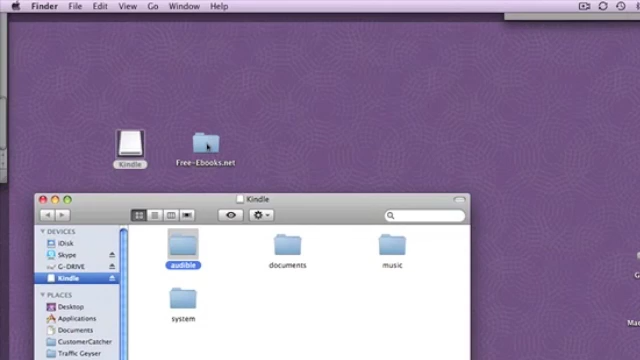 Finder File Edit View Go Window Help
Kindle
Free-Ebooks.net
Kindle
DEVICES
iDisk
Skype
G-DRIVE
Kindle
PLACES
Desktop
Applications
Documents
CustomerCatcher
Traffic Geyser
audible
documents
music
system